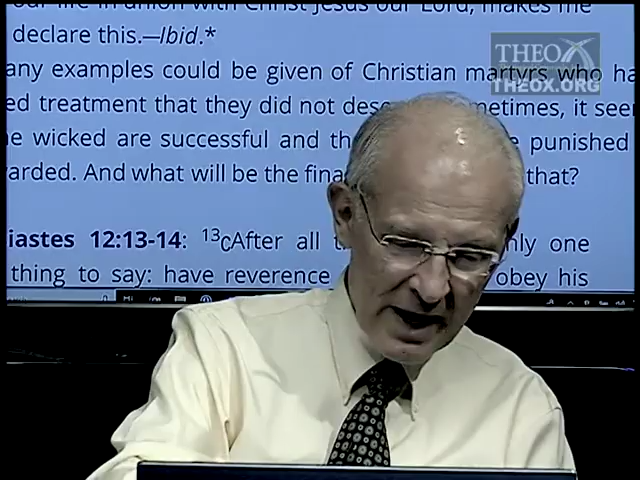 our life in union with Christ Jesus our Lord, makes me
declare this.—Ibid.*
any examples could be given of Christian martyrs who ha
ed treatment that they did not dese metimes, it see
e wicked are successful and th e punished
arded. And what will be the fina that?
iastes 12:13-14: 13cAfter all t nly one
thing to say: have reverence obey his
THEOX
THEOX.ORG